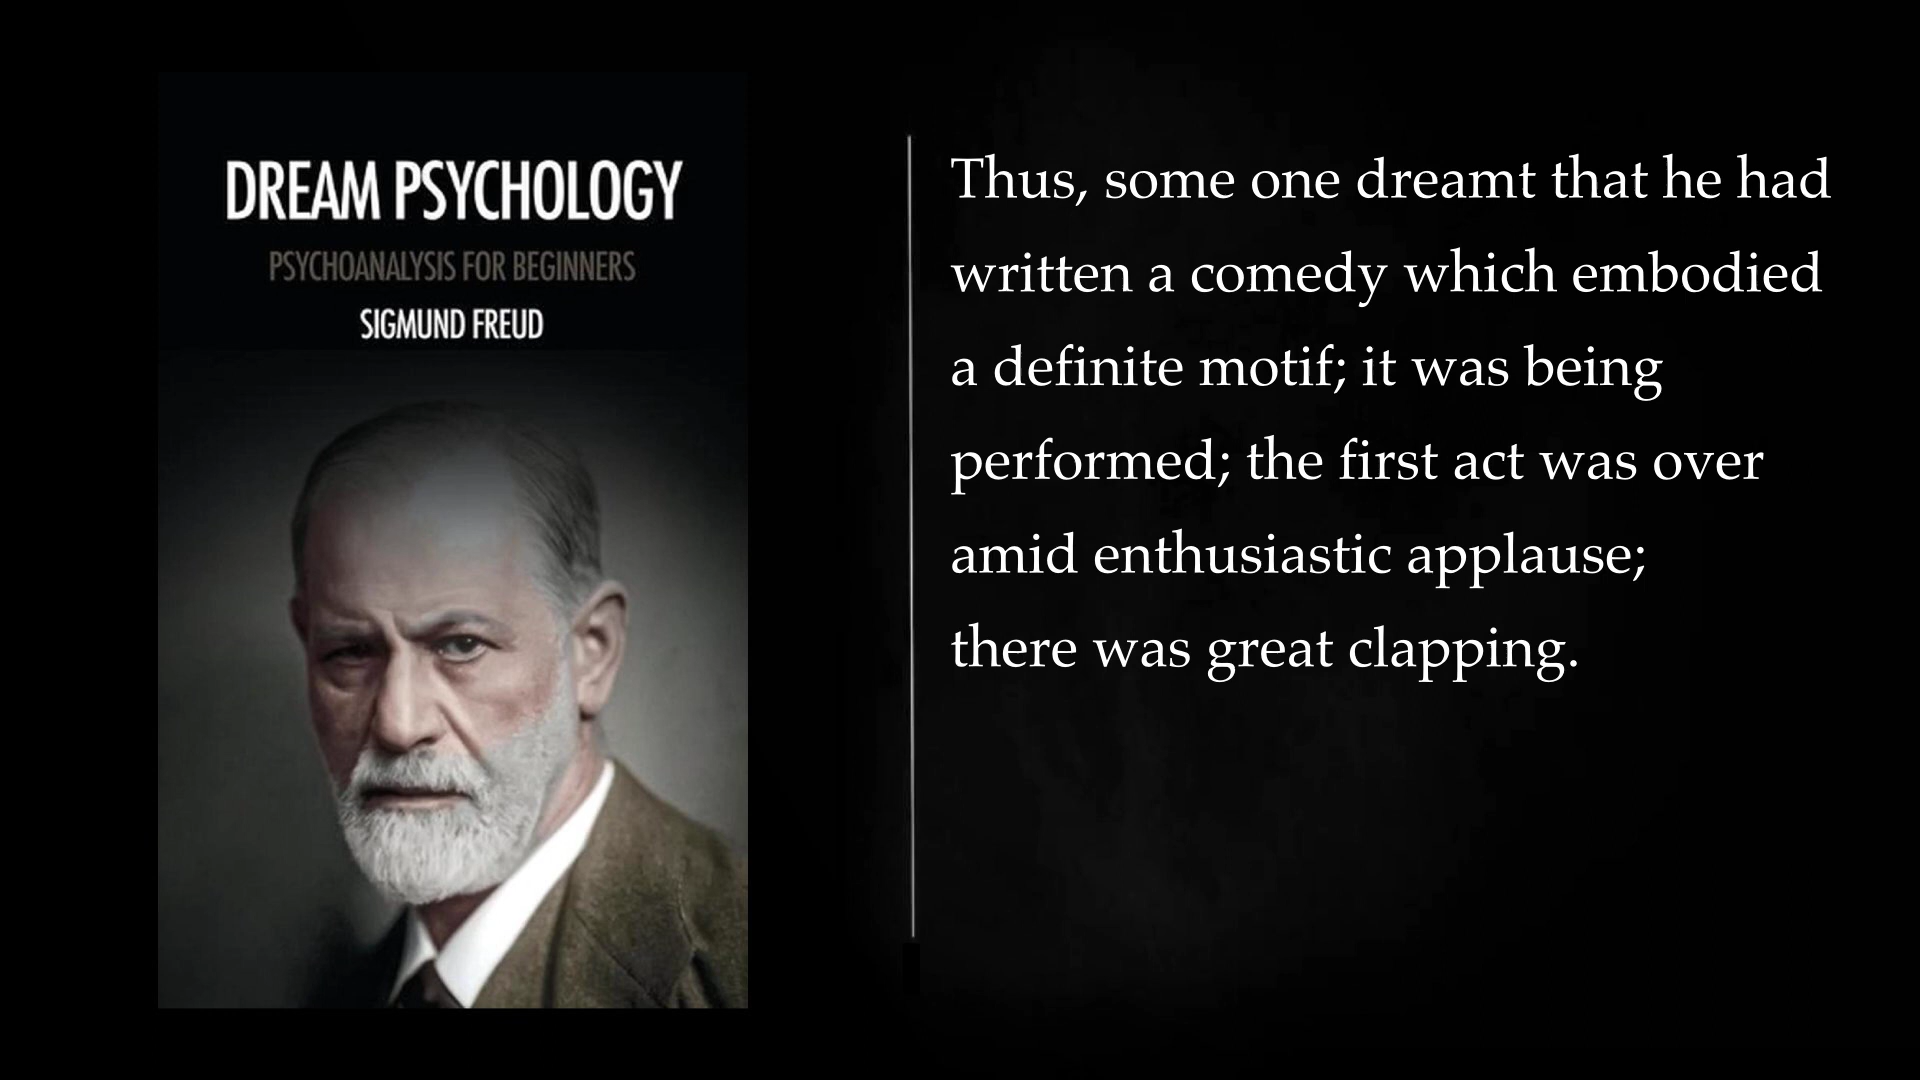 DREAM PSYCHOLOGY
PSYCHOANALYSIS FOR BEGINNERS
SIGMUND FREUD
Thus, some one dreamt that he had
written a comedy which embodied
a definite motif; it was being
performed; the first act was over
amid enthusiastic applause;
there was great clapping.